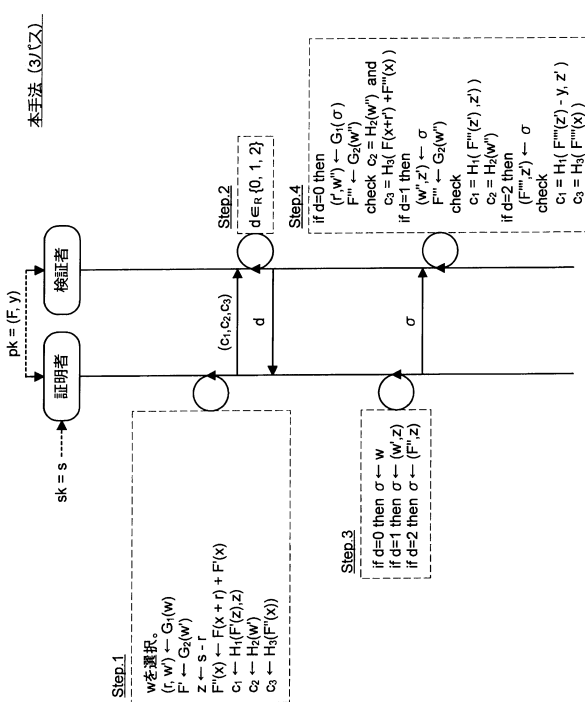 本手法 (3パス)
pk = (F, y)
sk = s
証明者
検証者
Step.1
wを選択。
(r, w') ← G₁(w)
F' ← G₂(w')
z ← s - r
F''(x) ← F(x + r) + F'(x)
c₁ ← H₁(F'(z),z)
c₂ ← H₂(w')
c₃ ← H₃(F''(x))
(c₁,c₂,c₃)
Step.2
d ∈R {0, 1, 2}
d
Step.3
if d=0 then σ ← w
if d=1 then σ ← (w',z)
if d=2 then σ ← (F'',z)
σ
Step.4
if d=0 then
(r',w'') ← G₁(σ)
F''' ← G₂(w'')
check c₂ = H₂(w'') and
c₃ = H₃( F(x+r') +F'''(x))
if d=1 then
(w'',z') ← σ
F''' ← G₂(w'')
check
c₁ = H₁( F'''(z') ,z') )
c₂ = H₂(w'')
if d=2 then
(F'''',z') ← σ
check
c₁ = H₁( F''''(z') - y, z')
c₃ = H₃( F''''(x))